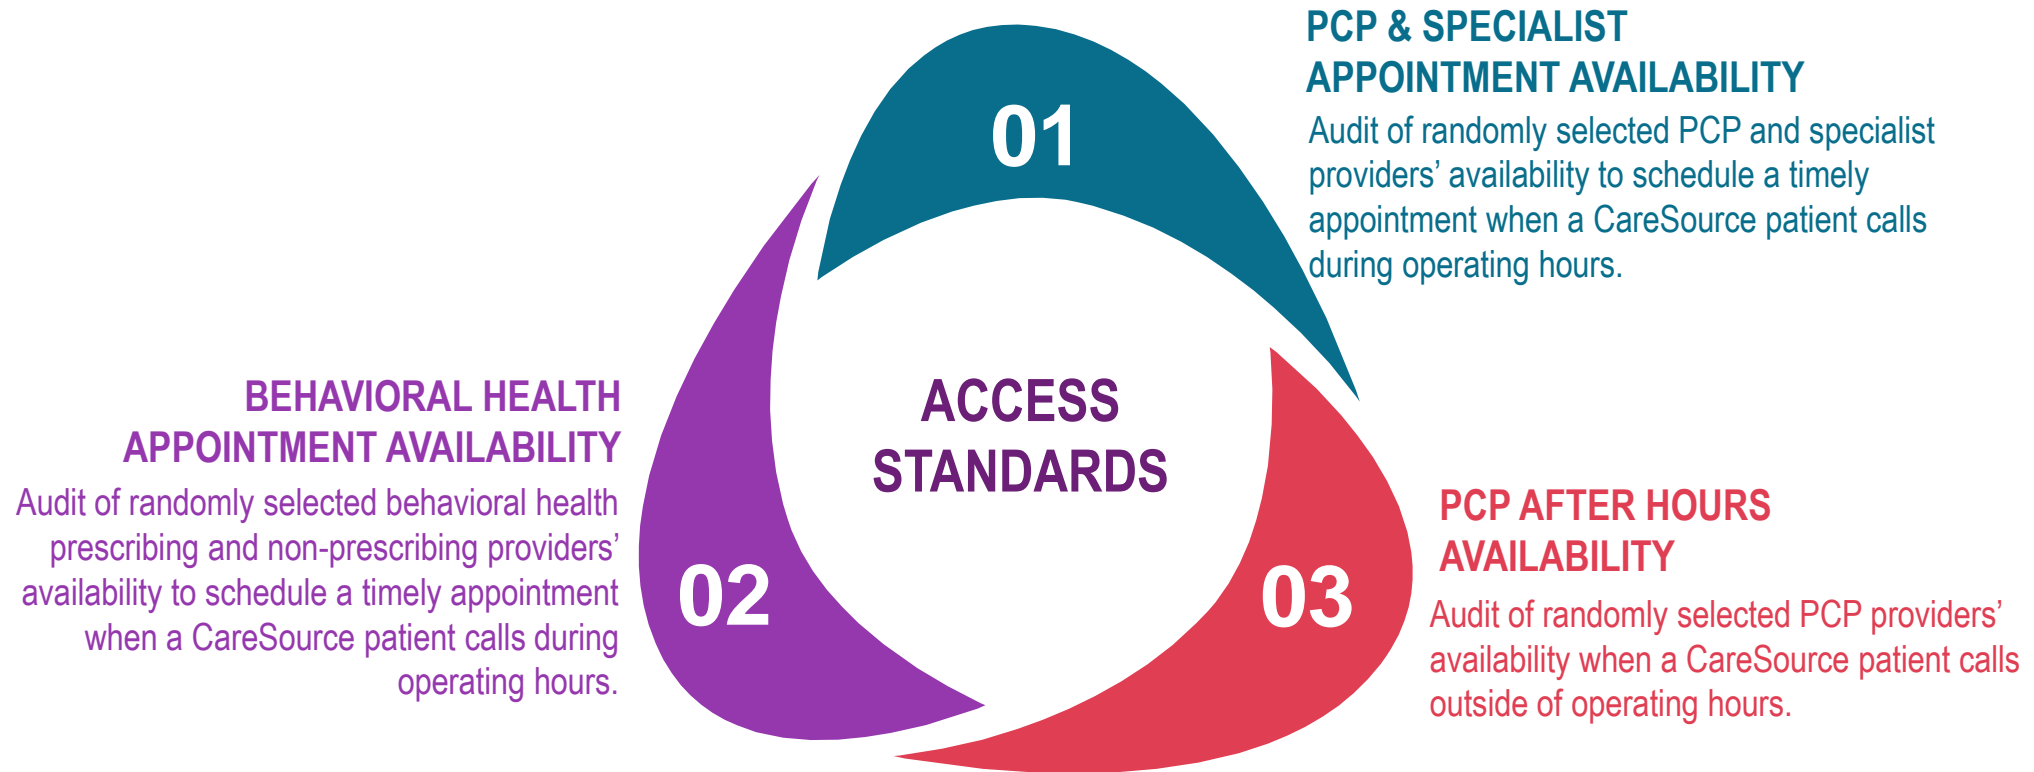 PCP & SPECIALIST
APPOINTMENT AVAILABILITY
Audit of randomly selected PCP and specialist
providers’ availability to schedule a timely
appointment when a CareSource patient calls
during operating hours.
01
BEHAVIORAL HEALTH
APPOINTMENT AVAILABILITY
Audit of randomly selected behavioral health
prescribing and non-prescribing providers’
availability to schedule a timely appointment
when a CareSource patient calls during
operating hours.
02
ACCESS
STANDARDS
03
PCP AFTER HOURS
AVAILABILITY
Audit of randomly selected PCP providers’
availability when a CareSource patient calls
outside of operating hours.